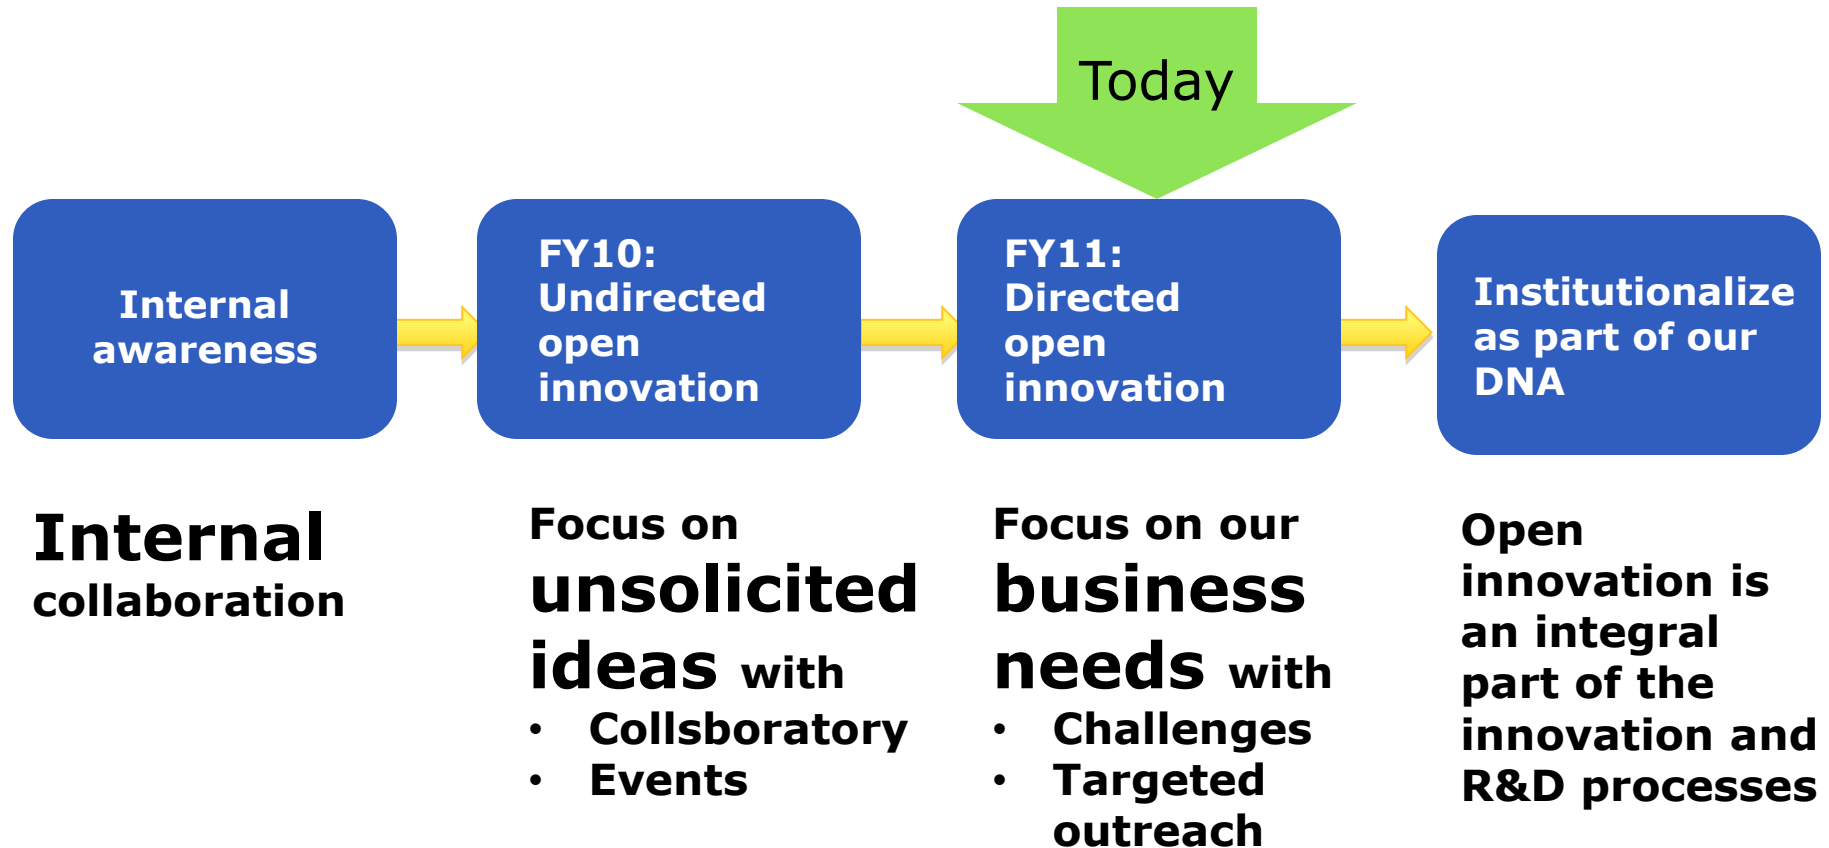 Today
Internal
awareness
FY10:
Undirected
open
innovation
FY11:
Directed
open
innovation
Institutionalize
as part of our
DNA
Internal
collaboration
Focus on
unsolicited
ideas with
• Collsboratory
• Events
Focus on our
business
needs with
• Challenges
• Targeted
outreach
Open
innovation is
an integral
part of the
innovation and
R&D processes